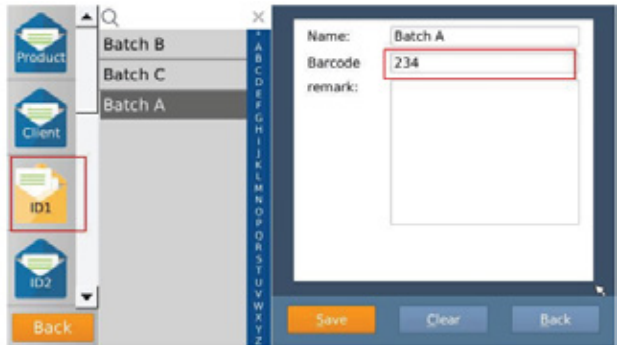 Product
Client
ID1
ID2
Back
Batch B
Batch C
Batch A
*
A
B
C
D
E
F
G
H
I
J
K
L
M
N
O
P
Q
R
S
T
U
V
W
X
Y
Z
Name: Batch A
Barcode 234
remark:
Save Clear Back